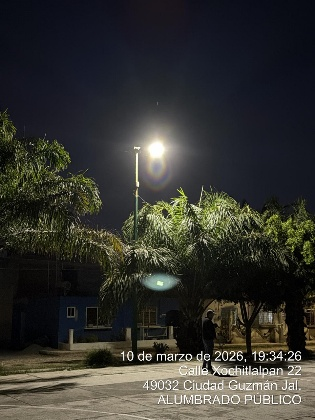 10 de marzo de 2026, 19:34:26
Calle Xochitlalpan 22
49032 Ciudad Guzmán Jal.
ALUMBRADO PÚBLICO